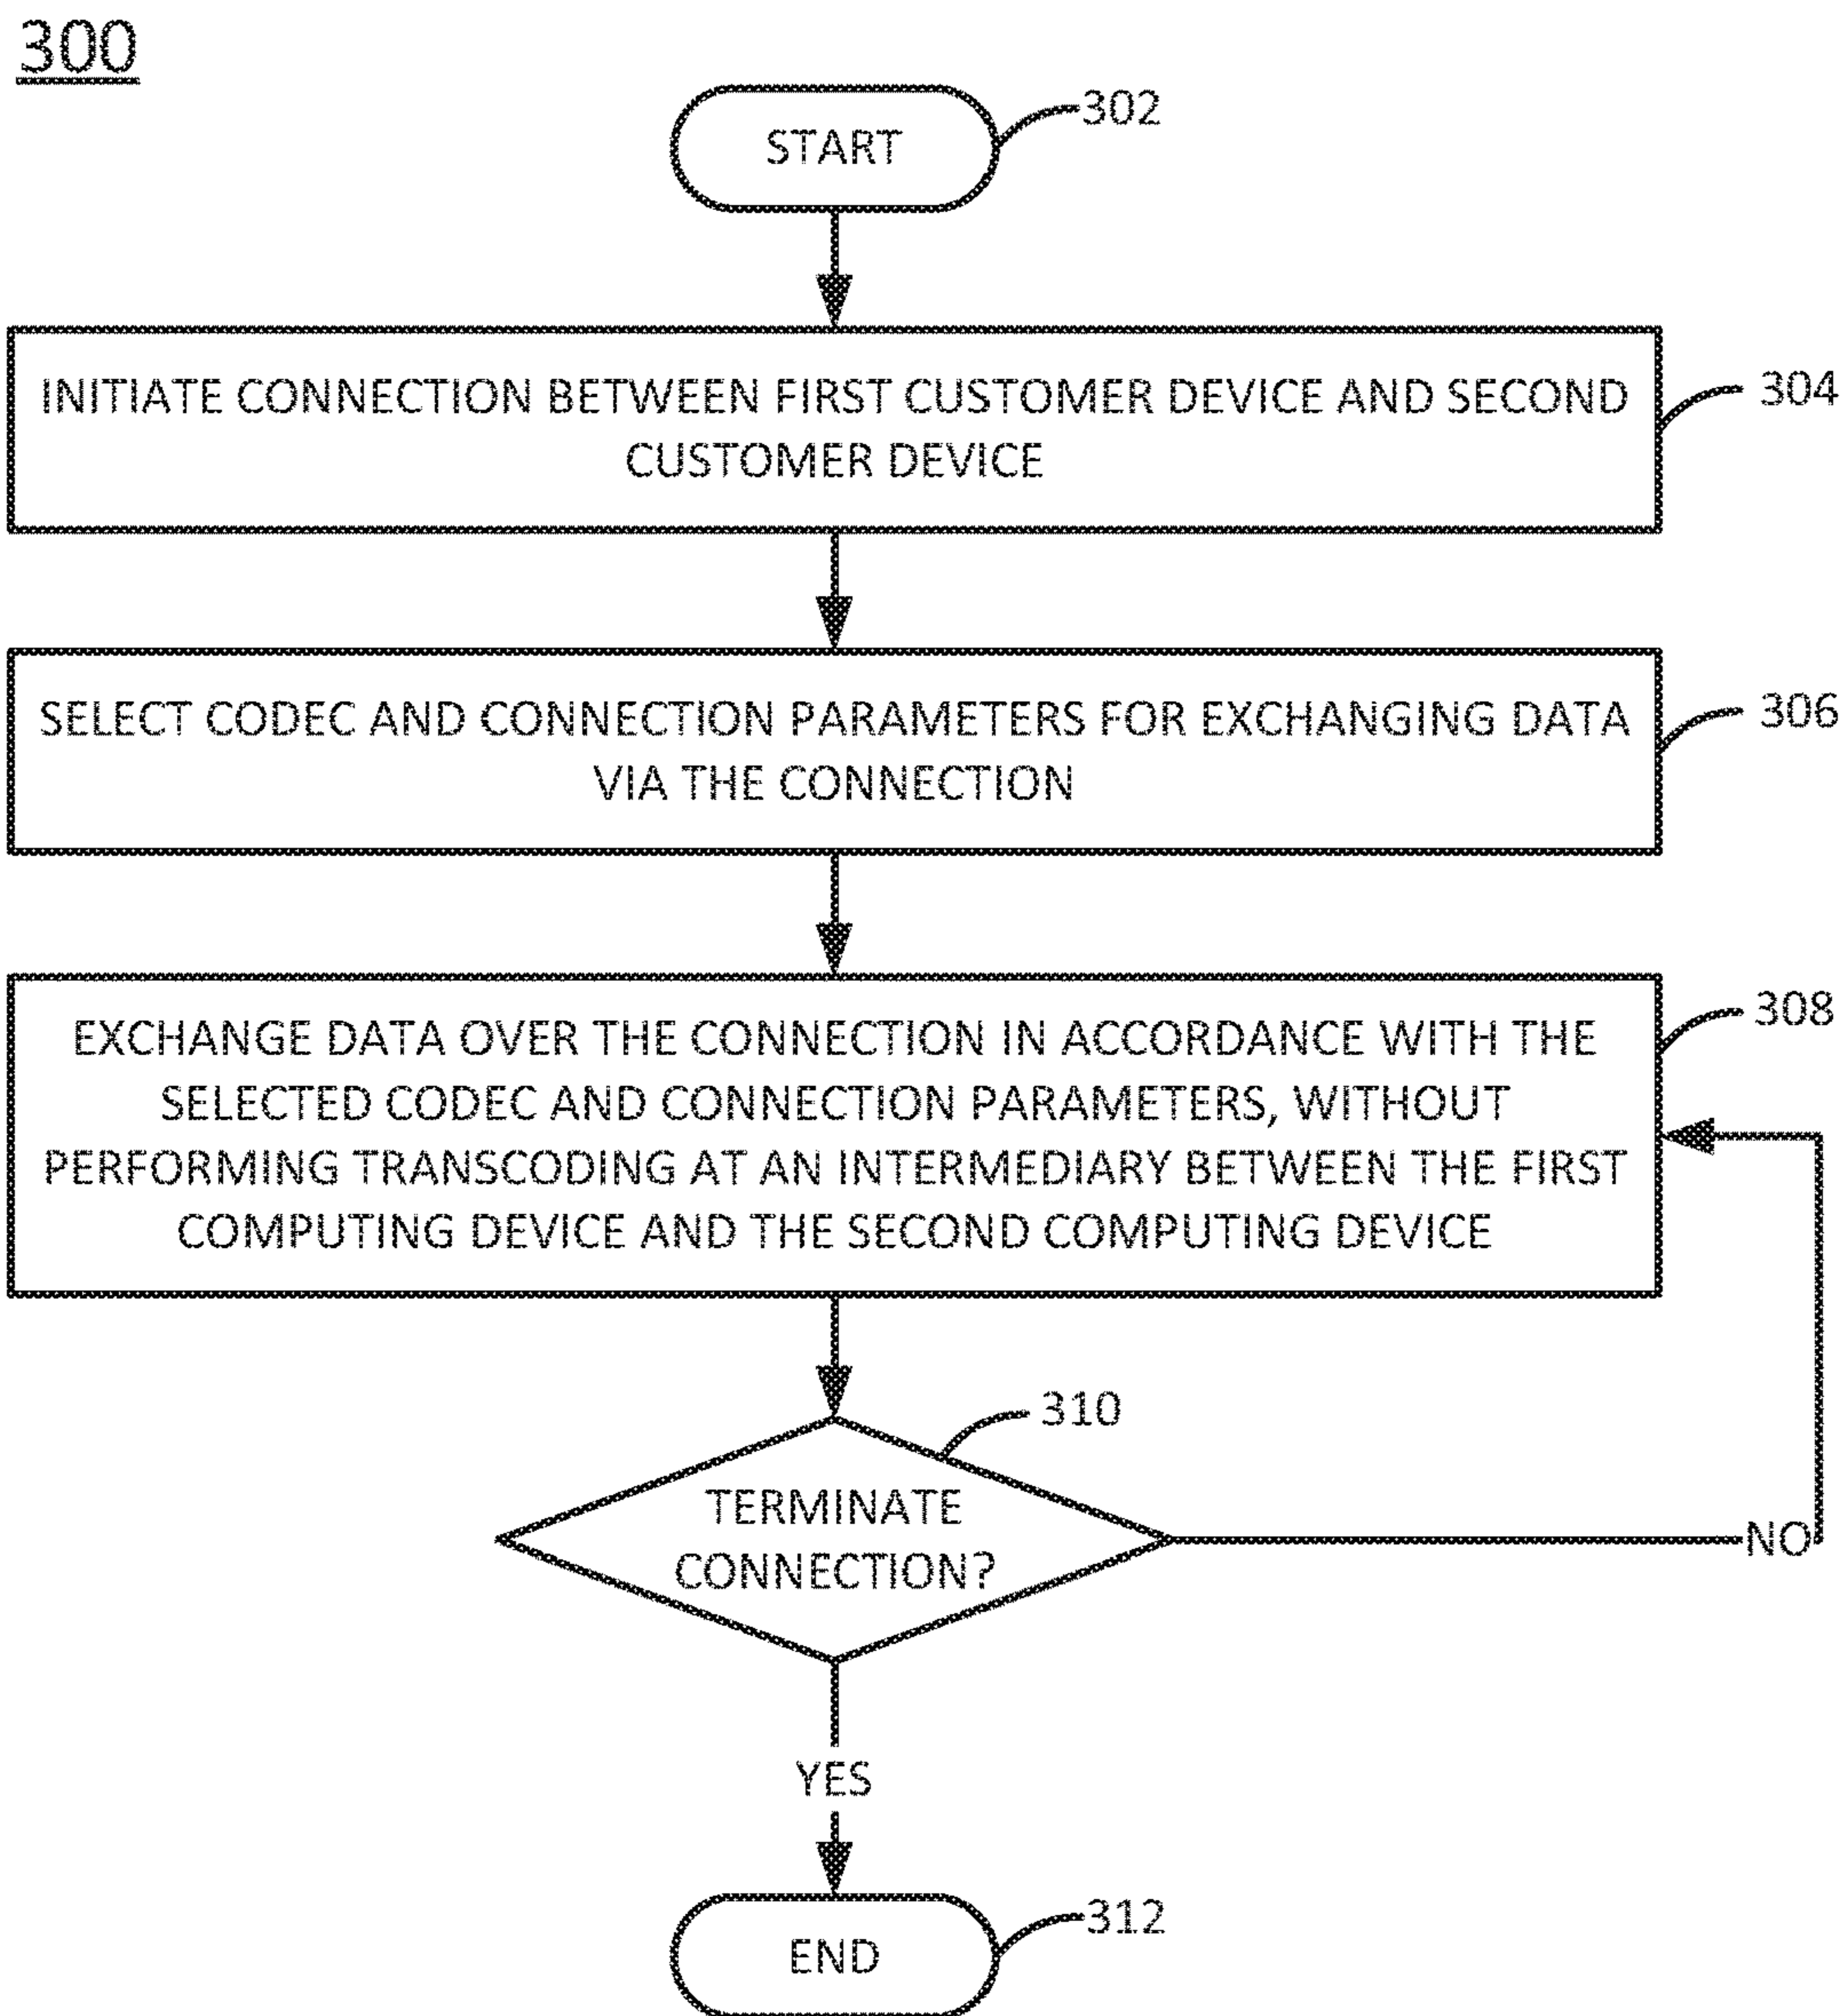 300
START
302
INITIATE CONNECTION BETWEEN FIRST CUSTOMER DEVICE AND SECOND
CUSTOMER DEVICE
304
SELECT CODEC AND CONNECTION PARAMETERS FOR EXCHANGING DATA
VIA THE CONNECTION
306
EXCHANGE DATA OVER THE CONNECTION IN ACCORDANCE WITH THE
SELECTED CODEC AND CONNECTION PARAMETERS, WITHOUT
PERFORMING TRANSCODING AT AN INTERMEDIARY BETWEEN THE FIRST
COMPUTING DEVICE AND THE SECOND COMPUTING DEVICE
308
310
TERMINATE
CONNECTION?
NO
YES
END
312